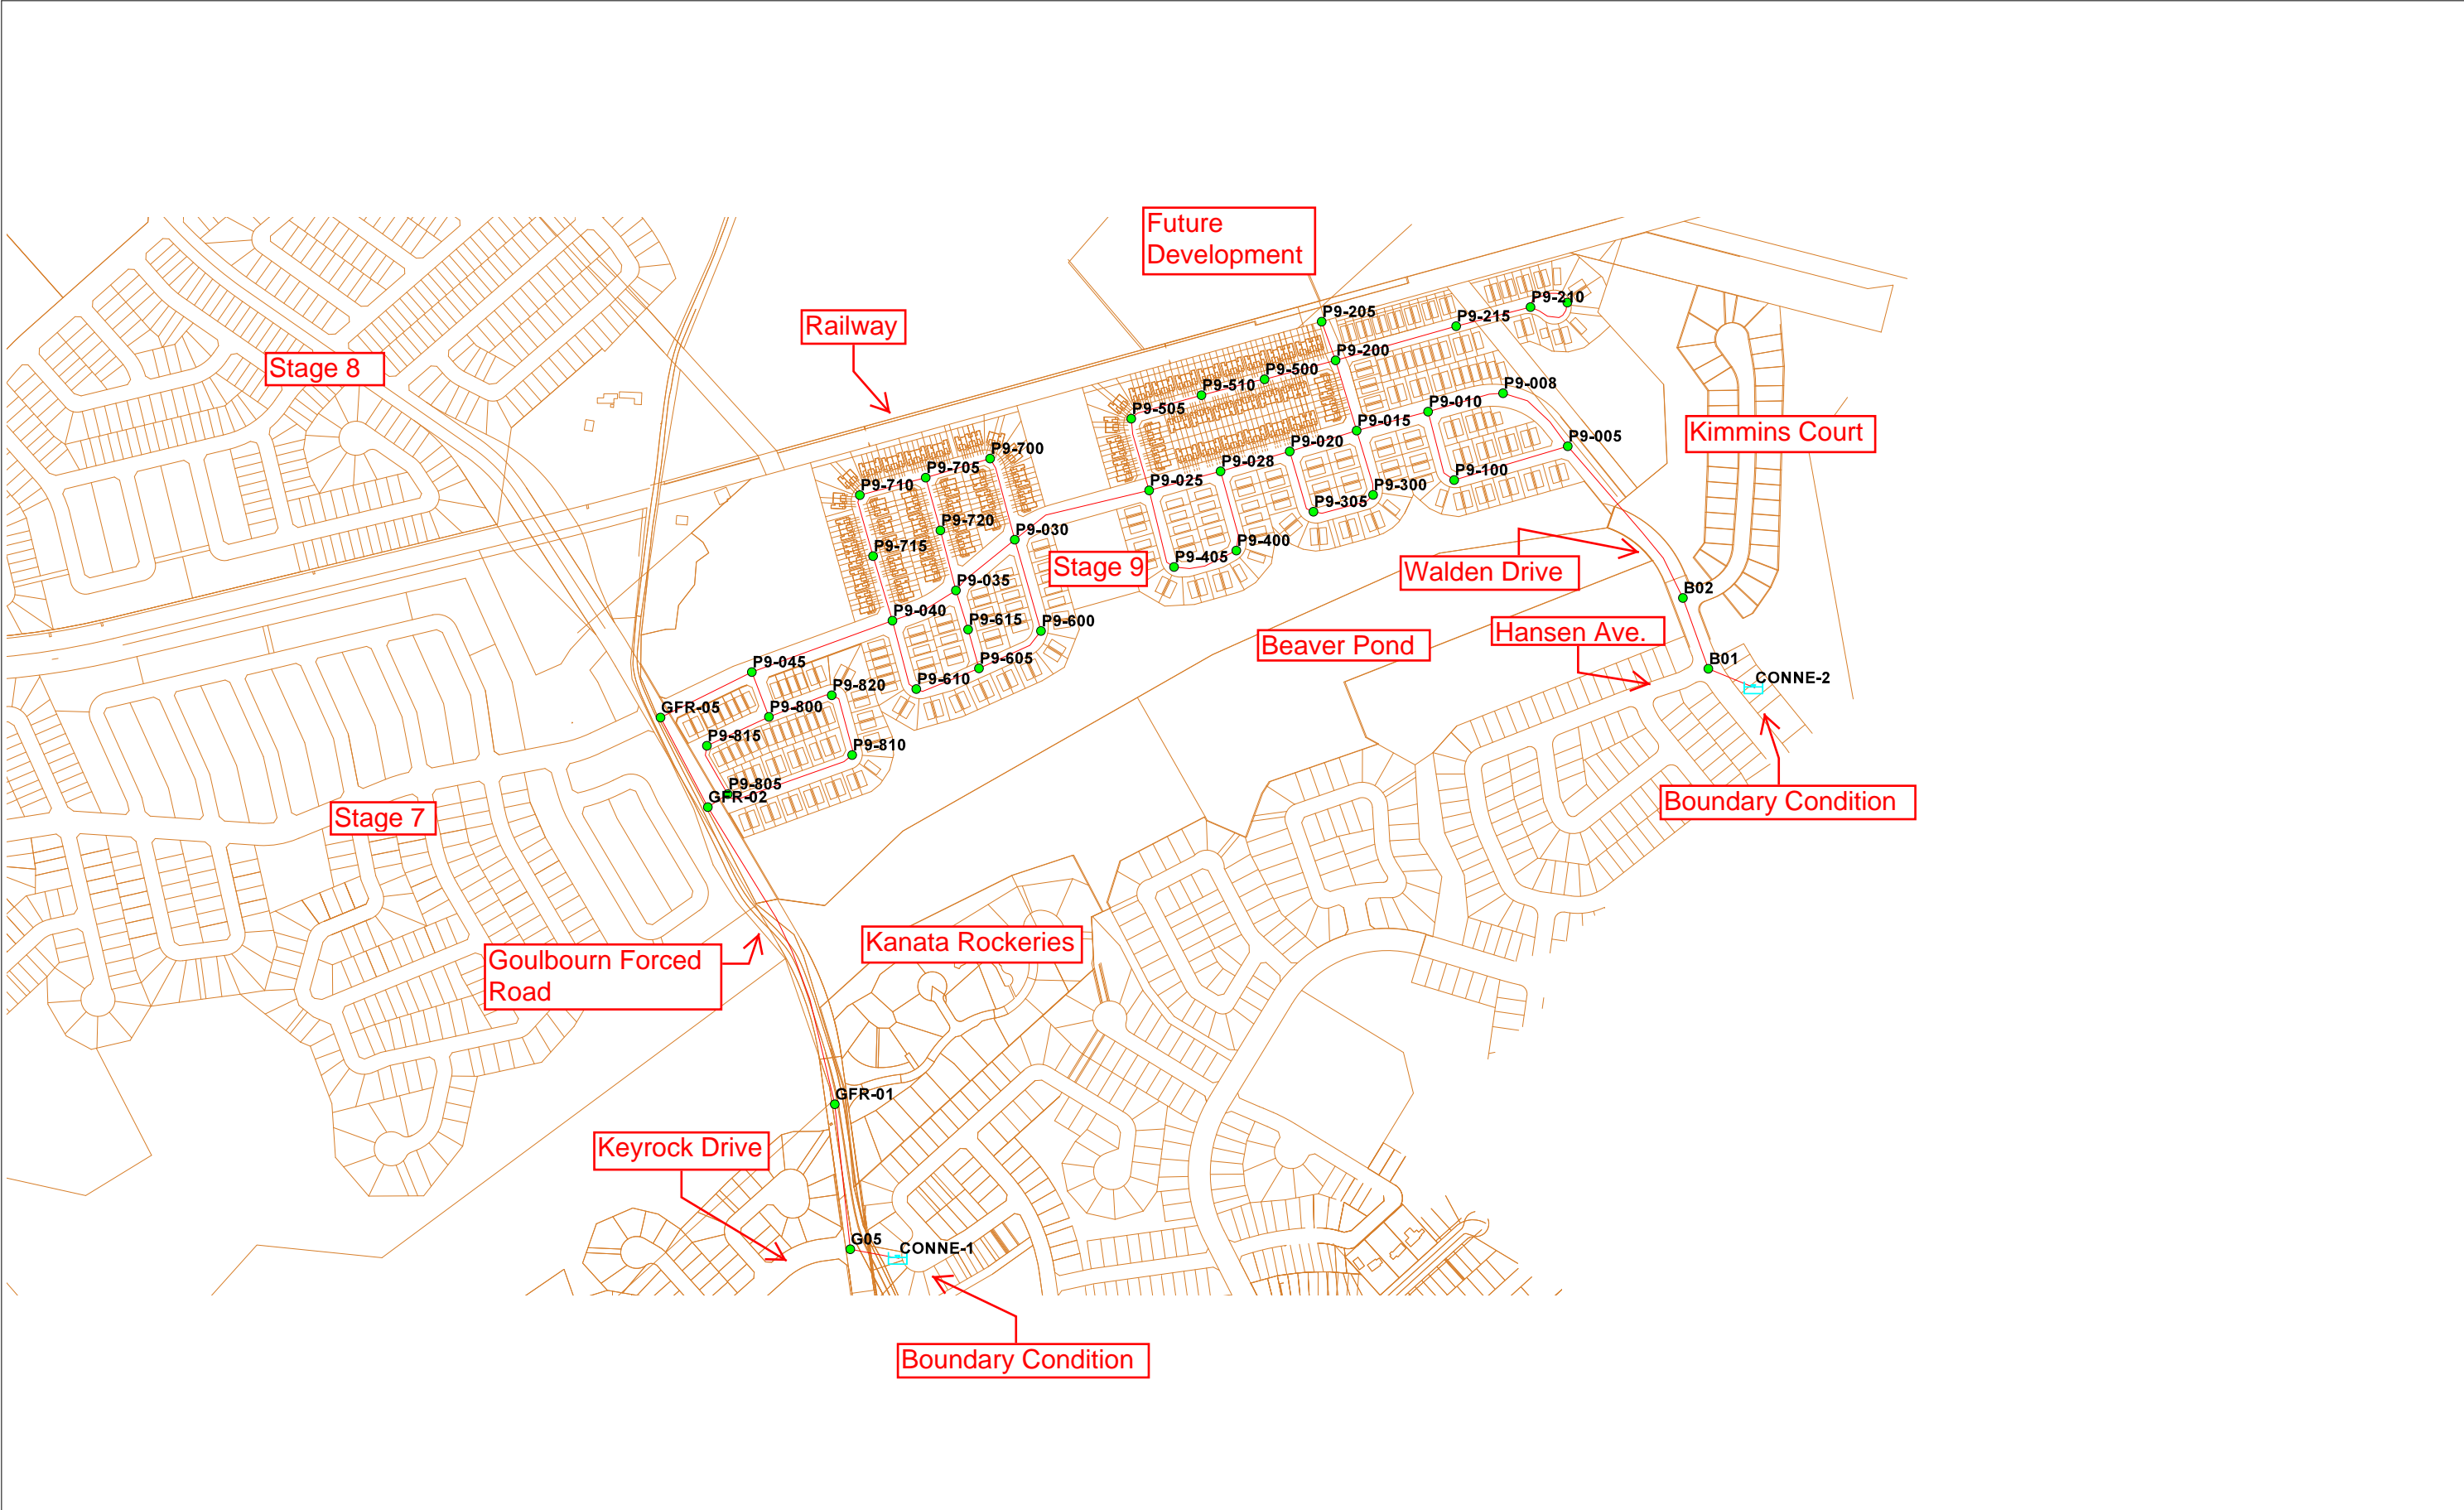 Future
Development
Railway
Stage 8
P9-210
P9-205
P9-215
P9-200
P9-500
P9-510
P9-008
P9-505
P9-010
P9-015
Kimmins Court
P9-020
P9-005
P9-700
P9-705
P9-028
P9-100
P9-710
P9-025
P9-300
P9-305
P9-720
P9-030
P9-715
P9-400
P9-405
Stage 9
Walden Drive
P9-035
B02
P9-040
P9-615
P9-600
Hansen Ave.
Beaver Pond
P9-045
P9-605
B01
CONNE-2
P9-610
P9-820
GFR-05
P9-800
P9-815
P9-810
P9-805
GFR-02
Stage 7
Boundary Condition
Kanata Rockeries
Goulbourn Forced
Road
GFR-01
Keyrock Drive
G05
CONNE-1
Boundary Condition